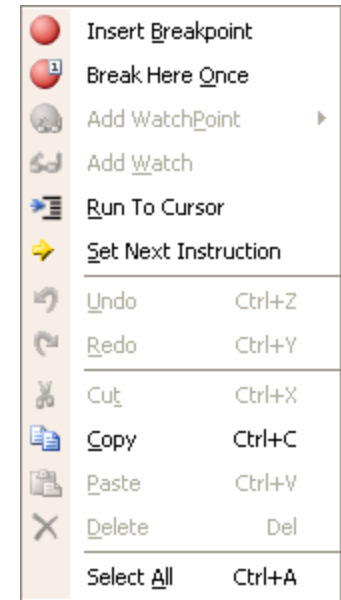 Insert Breakpoint
1
Break Here Once
Add WatchPoint
Add Watch
Run To Cursor
Set Next Instruction
Undo Ctrl+Z
Redo Ctrl+Y
Cut Ctrl+X
Copy Ctrl+C
Paste Ctrl+V
Delete Del
Select All Ctrl+A